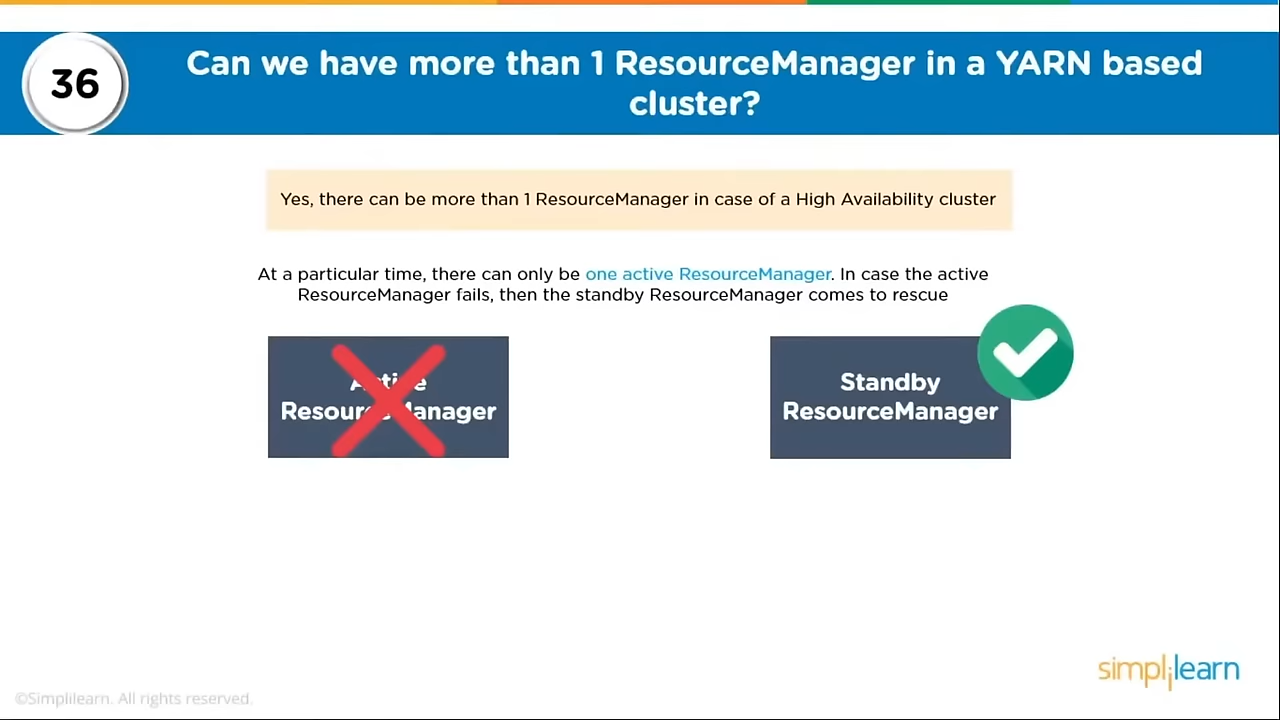 36
Can we have more than 1 ResourceManager in a YARN based
cluster?
Yes, there can be more than 1 ResourceManager in case of a High Availability cluster
At a particular time, there can only be one active ResourceManager. In case the active
ResourceManager fails, then the standby ResourceManager comes to rescue
Active
ResourceManager
Standby
ResourceManager
simplilearn
©Simplilearn. All rights reserved.